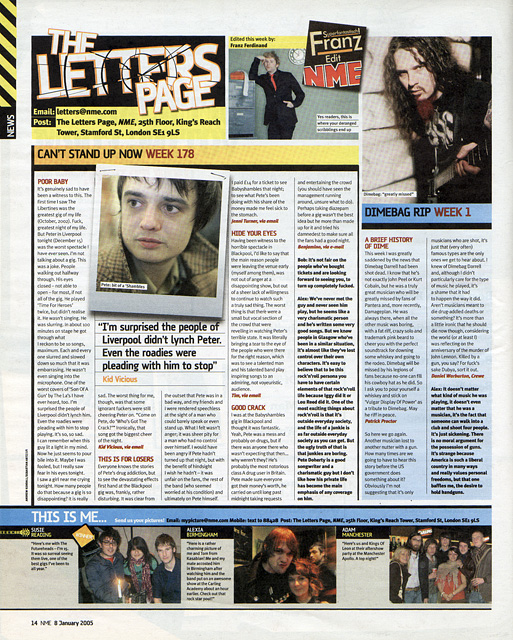 NEWS
THE
LETTERS
PAGE
Email: letters@nme.com
Post: The Letters Page, NME, 25th Floor, King's Reach
Tower, Stamford St, London SE1 9LS
Edited this week by:
Franz Ferdinand
Superfantastisch!
Franz
Edit
NME
Yes readers, this is
where your deranged
scribblings end up
Dimebag: "greatly missed"
CAN'T STAND UP NOW WEEK 178
POOR BABY
It's genuinely sad to have
been a witness to this. The
first time I saw The
Libertines was the
greatest gig of my life
(October, 2002). Fuck,
greatest night of my life.
But Peter in Liverpool
tonight (December 15)
was the worst spectacle I
have ever seen. I'm not
talking about a gig. This
was a joke. People
walking out halfway
through. His eyes
closed – not able to
open – for most, if not
all of the gig. He played
'Time For Heroes'
twice, but didn't realise
it. He wasn't singing. He
was slurring, in about 100
minutes on stage he got
through what
I reckon to be 10 songs,
maximum. Each and every
one slurred and slowed
down so much that it was
embarrassing. He wasn't
even singing into the
microphone. One of the
worst covers of 'Son Of A
Gun' by The La's I have
ever heard, too. I'm
surprised the people of
Liverpool didn't lynch him.
Even the roadies were
pleading with him to stop
playing. It's so, so sad.
I can remember when this
guy lit a light in my mind.
Now he just seems to pour
bile into it. Maybe I was
fooled, but I really saw
fear in his eyes tonight.
I saw a girl near me crying
tonight. How many people
do that because a gig is so
disappointing? It is really
Pete: bit of a "Shambles"
"I'm surprised the people of
Liverpool didn't lynch Peter.
Even the roadies were
pleading with him to stop"
Kid Vicious
sad. The worst thing for me,
though, was that some
ignorant fuckers were still
cheering Peter on. "Come on
Pete, do 'What's Got The
Crack?'" Ironically, that
song got the biggest cheer
of the night.
Kid Vicious, via email
THIS IS FOR LOSERS
Everyone knows the stories
of Pete's drug addiction, but
to see the devastating effects
first hand at the Blackpool
gig was, frankly, rather
disturbing. It was clear from
the outset that Pete was in a
bad way, and my friends and
I were rendered speechless
at the sight of a man who
could barely speak or even
stand up. What I felt wasn't
anger; it was sheer pity for
a man who had no control
over himself. I would have
been angry if Pete hadn't
turned up that night, but with
the benefit of hindsight
I wish he hadn't – it was
unfair on the fans, the rest of
the band (who seemed
worried at his condition) and
ultimately on Pete himself.
I paid £14 for a ticket to see
Babyshambles that night;
to see what Pete's been
doing with his share of the
money made me feel sick to
the stomach.
Jenni Turner, via email
HIDE YOUR EYES
Having been witness to the
horrible spectacle in
Blackpool, I'd like to say that
the main reason people
were leaving the venue early
(myself among them), was
not out of anger at a
disappointing show, but out
of a sheer lack of willingness
to continue to watch such
a truly sad thing. The worst
thing is that there were a
small but vocal section of
the crowd that were
revelling in watching Pete's
terrible state. It was literally
bringing a tear to the eye of
the people who were there
for the right reason, which
was to see a talented man
and his talented band play
inspiring songs to an
admiring, not voyeuristic,
audience.
Tim, via email
GOOD CRACK
I was at the Babyshambles
gig in Blackpool and
thought it was fantastic.
Yes, Pete was a mess and
probably on drugs, but if
there was anyone there who
wasn't expecting that then...
why weren't they? He's
probably the most notorious
class A drug user in Britain.
Pete made sure everyone
got their money's worth, he
carried on until long past
midnight taking requests
and entertaining the crowd
(you should have seen the
management running
around, unsure what to do).
Perhaps taking diazepam
before a gig wasn't the best
idea but he more than made
up for it and tried his
damnedest to make sure all
the fans had a good night.
Benjamina, via e-mail
Bob: It's not fair on the
people who've bought
tickets and are looking
forward to seeing you, to
turn up completely fucked.
Alex: We've never met the
guy and never seen him
play, but he seems like a
very charismatic person
and he's written some very
good songs. But we know
people in Glasgow who've
been in a similar situation,
it's almost like they've lost
control over their own
characters. It's easy to
believe that to be this
rock'n'roll persona you
have to have certain
elements of that rock'n'roll
life because Iggy did it or
Lou Reed did it. One of the
most exciting things about
rock'n'roll is that it's
outside everyday society,
and the life of a junkie is
as far outside everyday
society as you can get. But
the ugly truth of that is
that junkies are boring.
Pete Doherty is a good
songwriter and a
charismatic guy but I don't
like how his private life
has become the main
emphasis of any coverage
on him.
DIMEBAG RIP WEEK 1
A BRIEF HISTORY
OF DIME
This week I was greatly
saddened by the news that
Dimebag Darrell had been
shot dead. I know that he's
not exactly John Peel or Kurt
Cobain, but he was a truly
great musician who will be
greatly missed by fans of
Pantera and, more recently,
Damageplan. He was
always there, when all the
other music was boring,
with a fat riff, crazy solo and
trademark pink beard to
cheer you with the perfect
soundtrack for downing
some whiskey and going to
the rodeo. Dimebag will be
missed by his legions of
fans because no-one can fill
his cowboy hat as he did. So
I ask you to pour yourself a
whiskey and stick on
'Vulgar Display Of Power'
as a tribute to Dimebag. May
he riff in peace.
Patrick Proctor
So here we go again.
Another musician lost to
another nutter with a gun.
How many times are we
going to have to hear this
story before the US
government does
something about it?
Obviously I'm not
suggesting that it's only
musicians who are shot, it's
just that (very often)
famous types are the only
ones we get to hear about. I
knew of Dimebag Darrell
and, although I didn't
particularly care for the type
of music he played, it's
a shame that it had
to happen the way it did.
Aren't musicians meant to
die drug-addled deaths or
something? It's more than
a little ironic that he should
die now though, considering
the world (or at least I)
was reflecting on the
anniversary of the murder of
John Lennon, killed by a
gun, you say? For fuck's
sake Dubya, sort it out.
Daniel Warburton, Crewe
Alex: It doesn't matter
what kind of music he was
playing, it doesn't even
matter that he was a
musician, it's the fact that
someone can walk into a
club and shoot four people.
It's just sickening. There
is no moral argument for
the possession of guns.
It's strange because
America is such a liberal
country in many ways
and really values personal
freedoms, but that one
baffles me, the desire to
hold handguns.
THIS IS ME...
Send us your pictures! Email: mypicture@nme.com Mobile: text to 88428 Post: The Letters Page, NME, 25th Floor, King's Reach Tower, Stamford St, London SE1 9LS
SUSIE
READING
"Here's me with The
Futureheads – I'm 15.
It was so surreal seeing
them live, one of the
best gigs I've been to
all year."
ALEXIA
BIRMINGHAM
"Here is a rather
charming picture of
me and Tom from
Kasabian! Me and my
mate accosted him
in Birmingham after
watching him and the
band put on an awesome
show at the Carling
Academy about an hour
earlier. Check out that
rock star pout!"
ADAM
MANCHESTER
"Here's us and Kings Of
Leon at their aftershow
party at the Manchester
Apollo. A top night!"
14 NME 8 January 2005